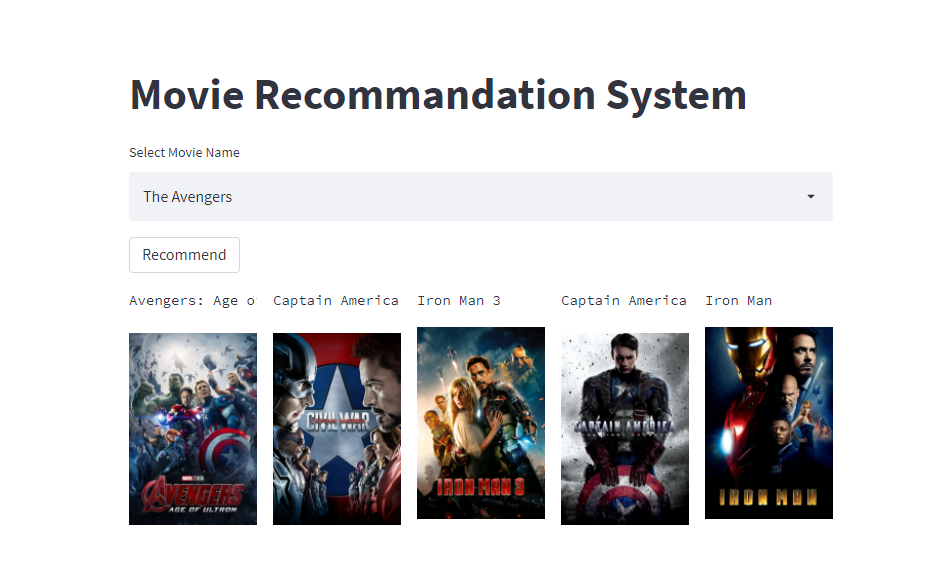 Movie Recommandation System
Select Movie Name
The Avengers
Recommend
Avengers: Age o
Captain America
Iron Man 3
Captain America
Iron Man
AVENGERS
AGE OF ULTRON
CIVIL WAR
IRON MAN 3
CAPTAIN AMERICA
IRON MAN